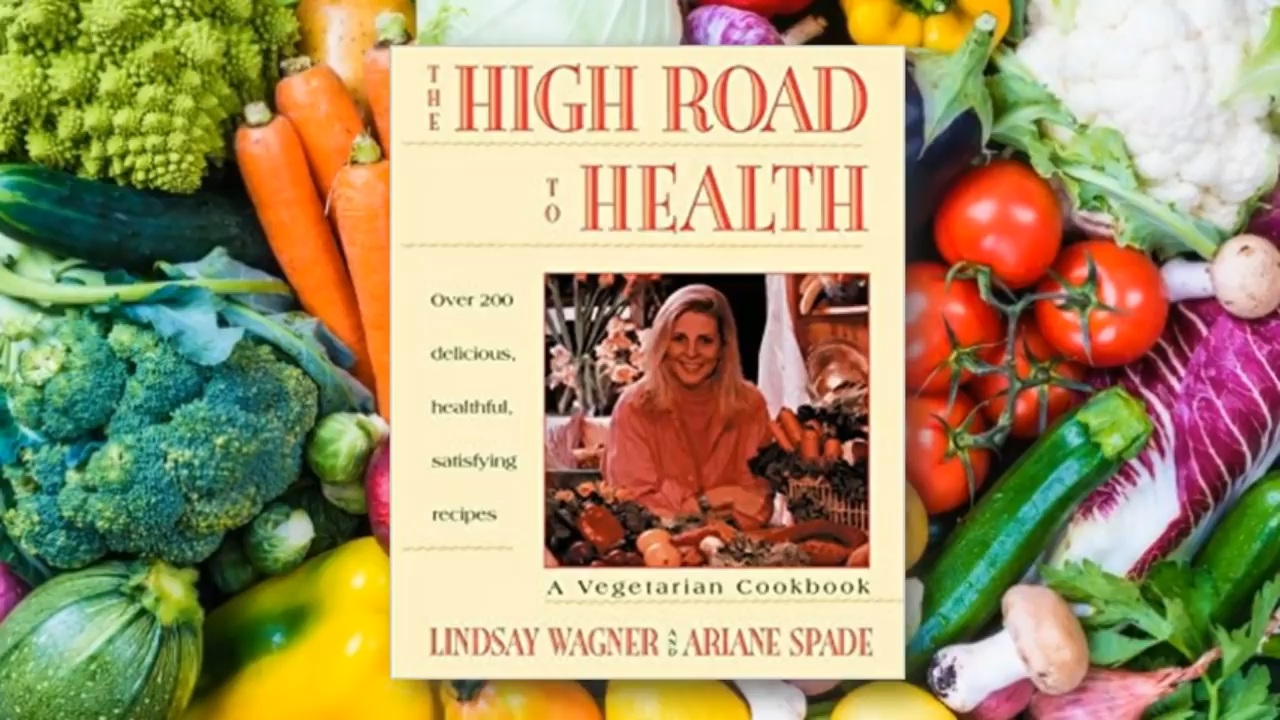 THE HIGH ROAD
TO HEALTH
Over 200
delicious,
healthful,
satisfying
recipes
A Vegetarian Cookbook
LINDSAY WAGNER AND ARIANE SPADE